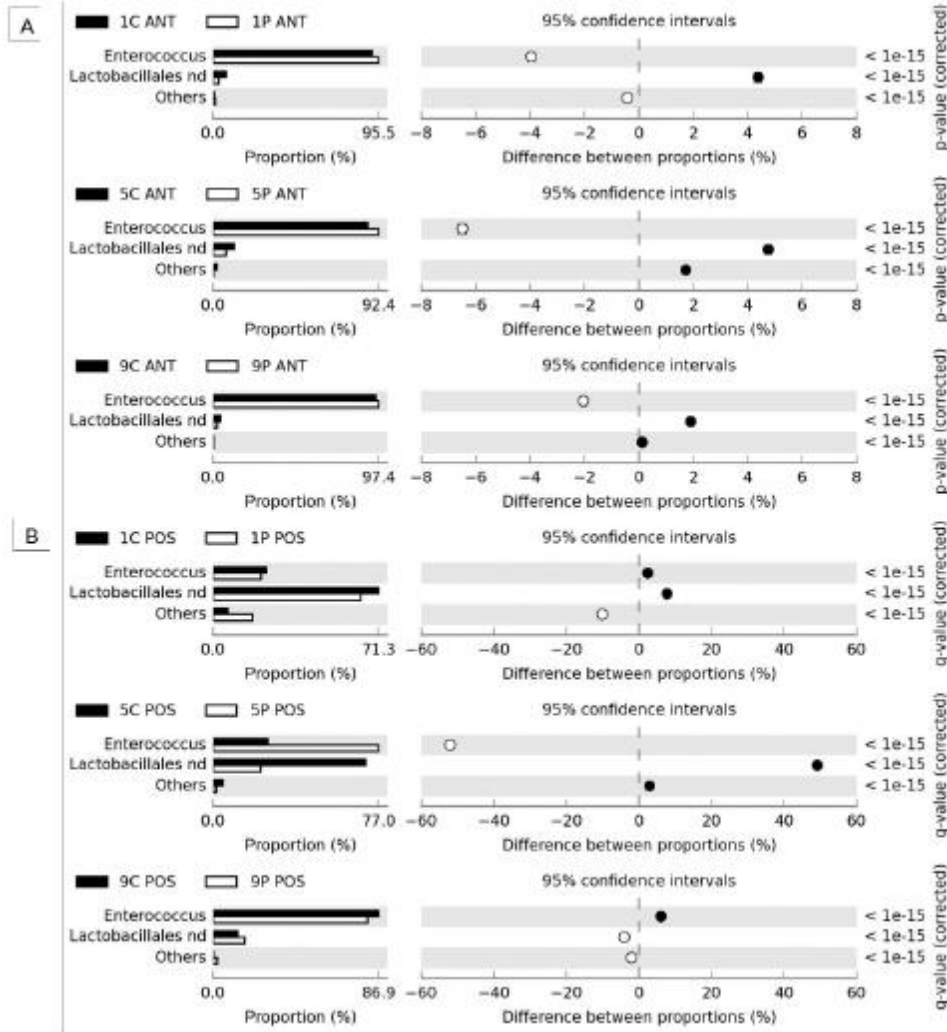 A
1C ANT 1P ANT 95% confidence intervals
Enterococcus < 1e-15
Lactobacillales nd < 1e-15
Others < 1e-15
0.0 95.5 −8 −6 −4 −2 0 2 4 6 8
Proportion (%) Difference between proportions (%)
p-value (corrected)
5C ANT 5P ANT 95% confidence intervals
Enterococcus < 1e-15
Lactobacillales nd < 1e-15
Others < 1e-15
0.0 92.4 −8 −6 −4 −2 0 2 4 6 8
Proportion (%) Difference between proportions (%)
p-value (corrected)
9C ANT 9P ANT 95% confidence intervals
Enterococcus < 1e-15
Lactobacillales nd < 1e-15
Others < 1e-15
0.0 97.4 −8 −6 −4 −2 0 2 4 6 8
Proportion (%) Difference between proportions (%)
p-value (corrected)
B
1C POS 1P POS 95% confidence intervals
Enterococcus < 1e-15
Lactobacillales nd < 1e-15
Others < 1e-15
0.0 71.3 −60 −40 −20 0 20 40 60
Proportion (%) Difference between proportions (%)
q-value (corrected)
5C POS 5P POS 95% confidence intervals
Enterococcus < 1e-15
Lactobacillales nd < 1e-15
Others < 1e-15
0.0 77.0 −60 −40 −20 0 20 40 60
Proportion (%) Difference between proportions (%)
q-value (corrected)
9C POS 9P POS 95% confidence intervals
Enterococcus < 1e-15
Lactobacillales nd < 1e-15
Others < 1e-15
0.0 86.9 −60 −40 −20 0 20 40 60
Proportion (%) Difference between proportions (%)
q-value (corrected)